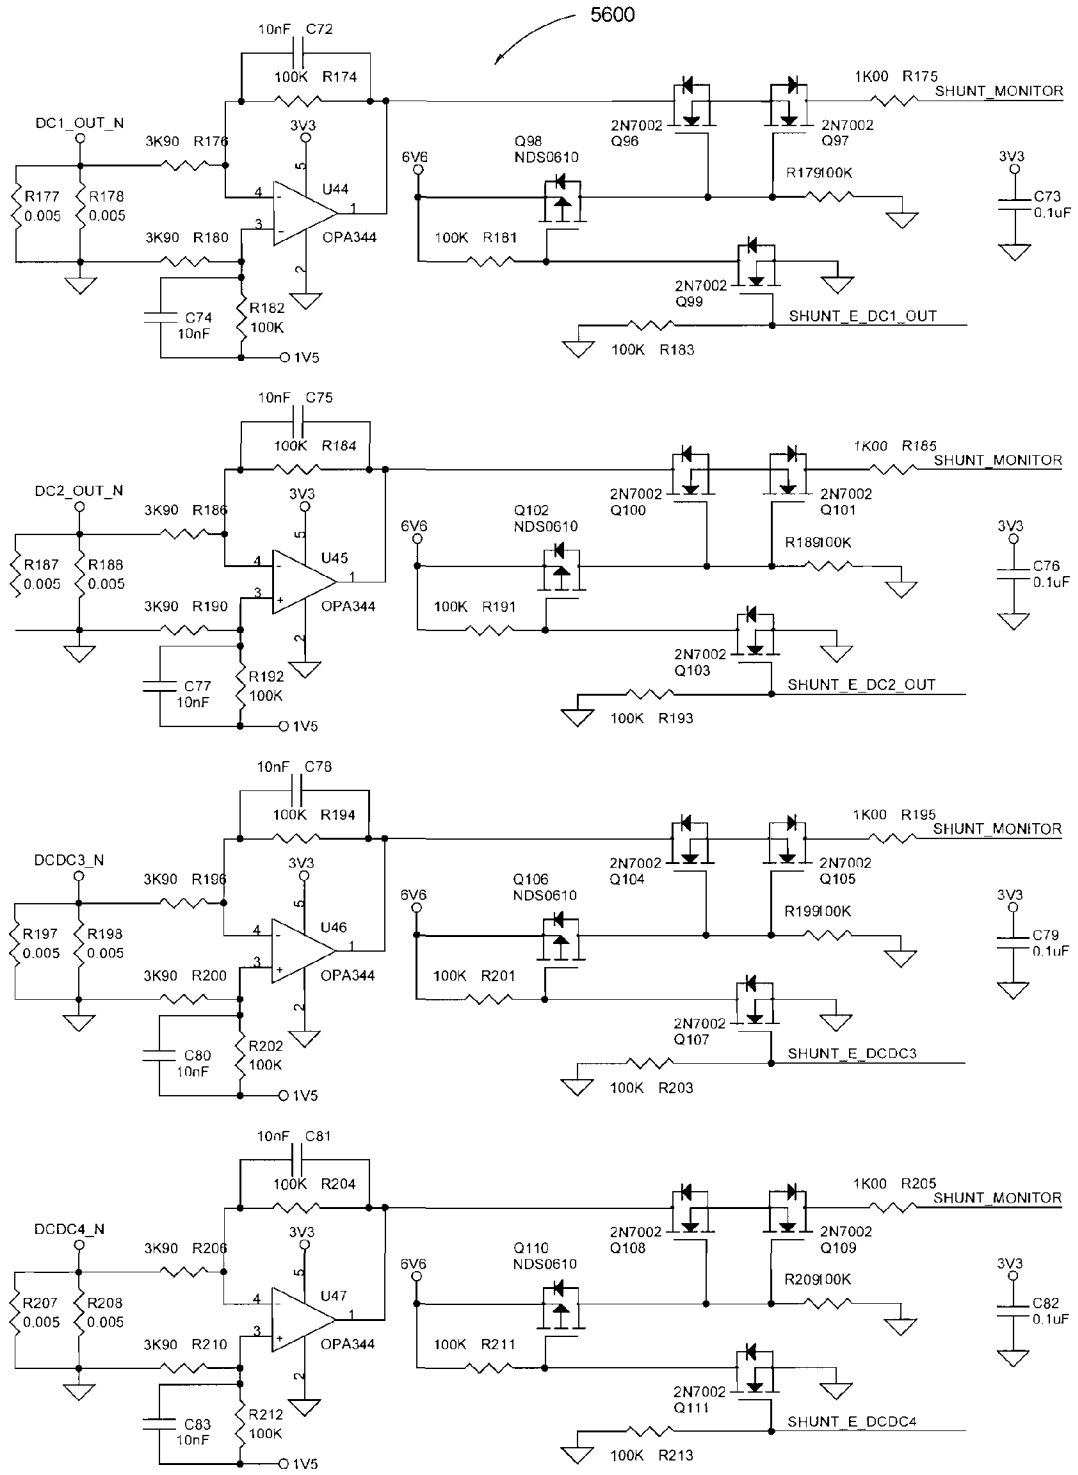 5600
10nF C72
100K R174
1K00 R175
SHUNT_MONITOR
DC1_OUT_N
3K90 R176
3V3
5
2N7002
Q96
2N7002
Q97
Q98
NDS0610
6V6
R177
0.005
R178
0.005
4
-
U44
1
3
-
OPA344
2
R179 100K
3V3
C73
0.1uF
3K90 R180
100K R181
2N7002
Q99
C74
10nF
R182
100K
1V5
SHUNT_E_DC1_OUT
100K R183
10nF C75
100K R184
1K00 R185
SHUNT_MONITOR
DC2_OUT_N
3K90 R186
3V3
5
2N7002
Q100
2N7002
Q101
Q102
NDS0610
6V6
R187
0.005
R188
0.005
4
-
U45
1
3
+
OPA344
2
R189 100K
3V3
C76
0.1uF
3K90 R190
100K R191
2N7002
Q103
C77
10nF
R192
100K
1V5
SHUNT_E_DC2_OUT
100K R193
10nF C78
100K R194
1K00 R195
SHUNT_MONITOR
DCDC3_N
3K90 R196
3V3
5
2N7002
Q104
2N7002
Q105
Q106
NDS0610
6V6
R197
0.005
R198
0.005
4
-
U46
1
3
+
OPA344
2
R199 100K
3V3
C79
0.1uF
3K90 R200
100K R201
2N7002
Q107
C80
10nF
R202
100K
1V5
SHUNT_E_DCDC3
100K R203
10nF C81
100K R204
1K00 R205
SHUNT_MONITOR
DCDC4_N
3K90 R206
3V3
5
2N7002
Q108
2N7002
Q109
Q110
NDS0610
6V6
R207
0.005
R208
0.005
4
-
U47
1
3
+
OPA344
2
R209 100K
3V3
C82
0.1uF
3K90 R210
100K R211
2N7002
Q111
C83
10nF
R212
100K
1V5
SHUNT_E_DCDC4
100K R213